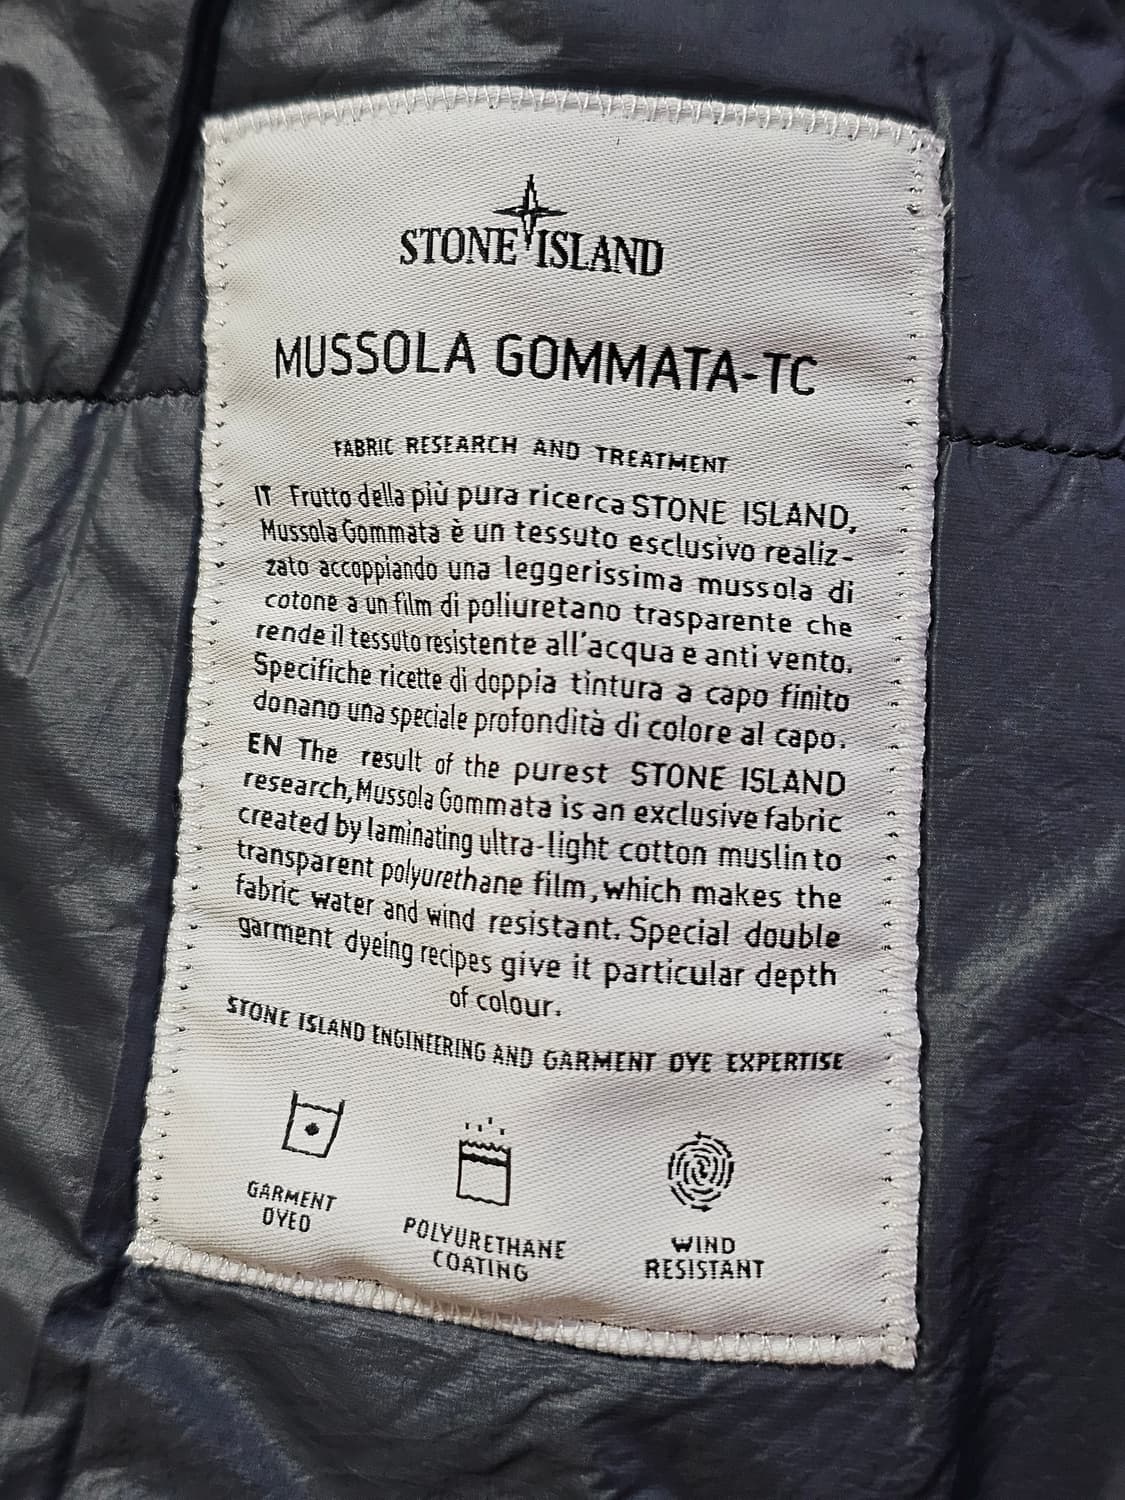 STONE ISLAND
MUSSOLA GOMMATA-TC
FABRIC RESEARCH AND TREATMENT
IT Frutto della più pura ricerca STONE ISLAND,
Mussola Gommata è un tessuto esclusivo realiz-
zato accoppiando una leggerissima mussola di
cotone a un film di poliuretano trasparente che
rende il tessuto resistente all'acqua e anti vento.
Specifiche ricette di doppia tintura a capo finito
donano una speciale profondità di colore al capo.
EN The result of the purest STONE ISLAND
research, Mussola Gommata is an exclusive fabric
created by laminating ultra-light cotton muslin to
transparent polyurethane film, which makes the
fabric water and wind resistant. Special double
garment dyeing recipes give it particular depth
of colour.
STONE ISLAND ENGINEERING AND GARMENT DYE EXPERTISE
GARMENT
DYED
POLYURETHANE
COATING
WIND
RESISTANT